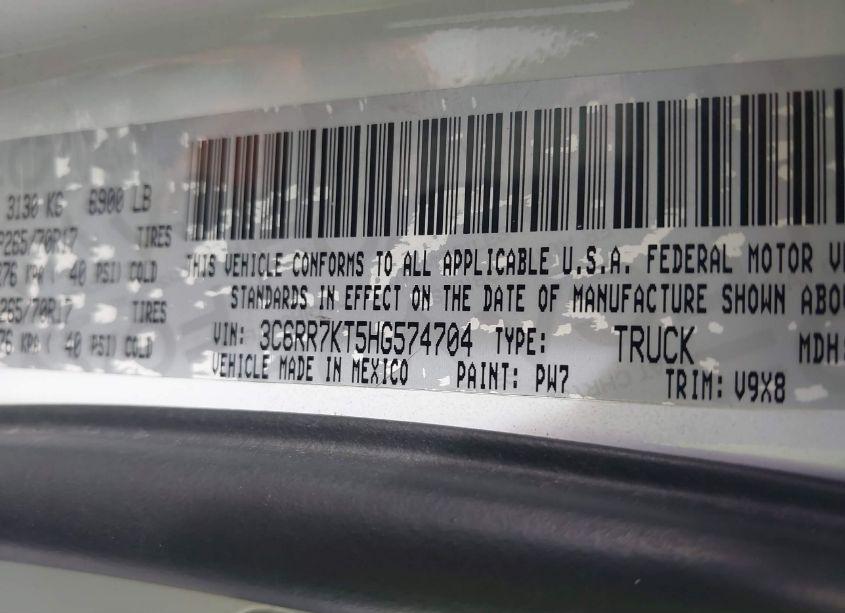 3130 KG 6900 LB
P265/70R17 TIRES
276 KPA ( 40 PSI) COLD
265/70R17 TIRES
76 KPA ( 40 PSI) COLD
THIS VEHICLE CONFORMS TO ALL APPLICABLE U.S.A. FEDERAL MOTOR VE
STANDARDS IN EFFECT ON THE DATE OF MANUFACTURE SHOWN ABO
VIN: 3C6RR7KT5HG574704 TYPE: TRUCK MDH:
VEHICLE MADE IN MEXICO PAINT: PW7 TRIM: V9X8